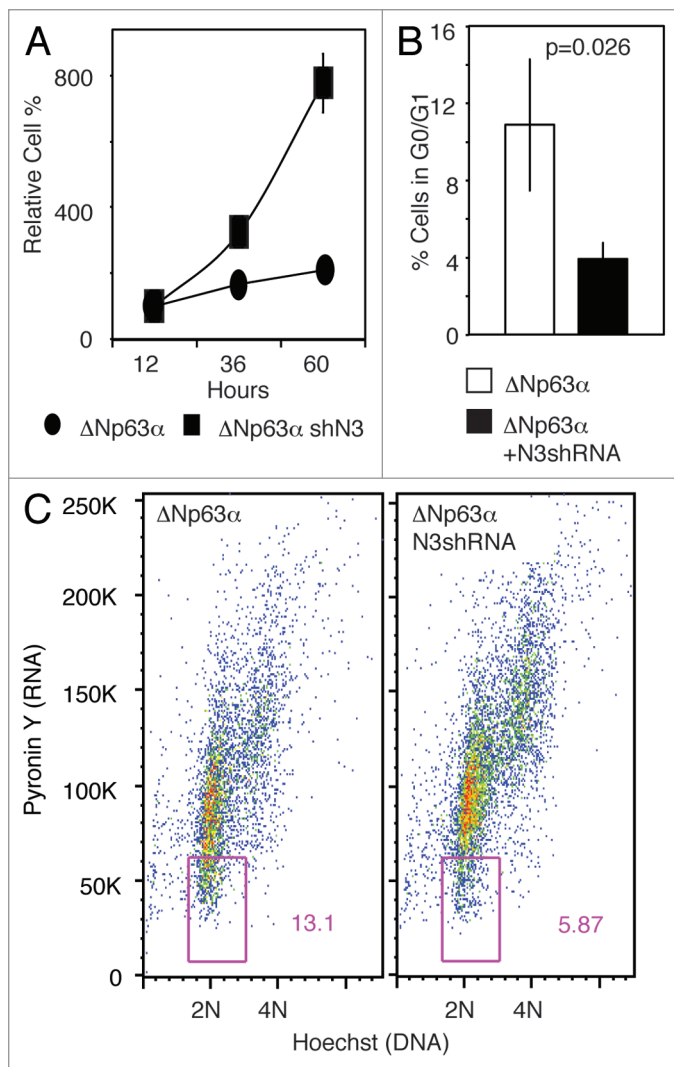 A
Relative Cell %
800
400
0
12 36 60
Hours
ΔNp63α ΔNp63α shN3
B
% Cells in G0/G1
16
12
8
4
0
p=0.026
ΔNp63α
ΔNp63α
+N3shRNA
C
Pyronin Y (RNA)
250K
200K
150K
100K
50K
0
ΔNp63α
13.1
2N 4N
ΔNp63α
N3shRNA
5.87
2N 4N
Hoechst (DNA)